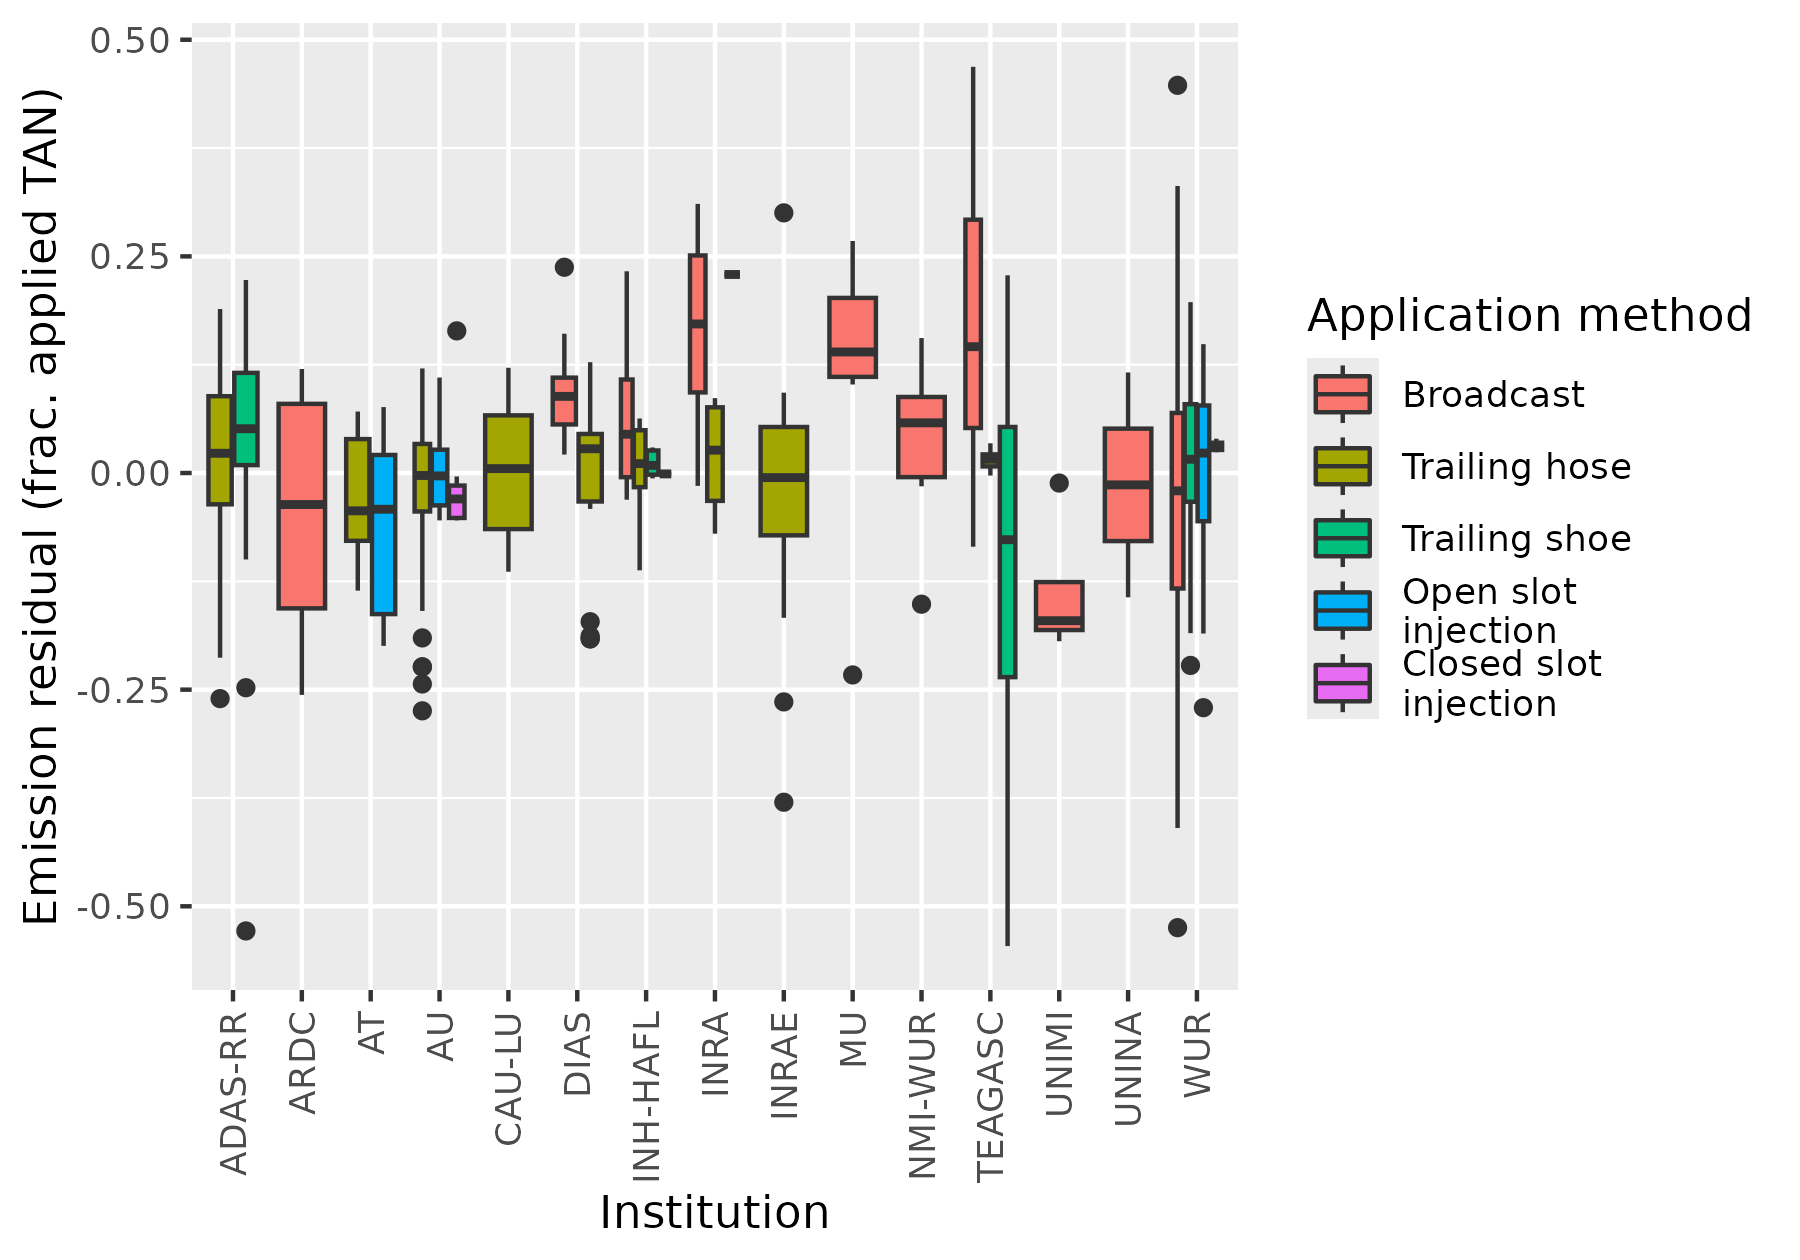 Emission residual (frac. applied TAN)
0.50
0.25
0.00
-0.25
-0.50
ADAS-RR
ARDC
AT
AU
CAU-LU
DIAS
INH-HAFL
INRA
INRAE
MU
NMI-WUR
TEAGASC
UNIMI
UNINA
WUR
Institution
Application method
Broadcast
Trailing hose
Trailing shoe
Open slot
injection
Closed slot
injection